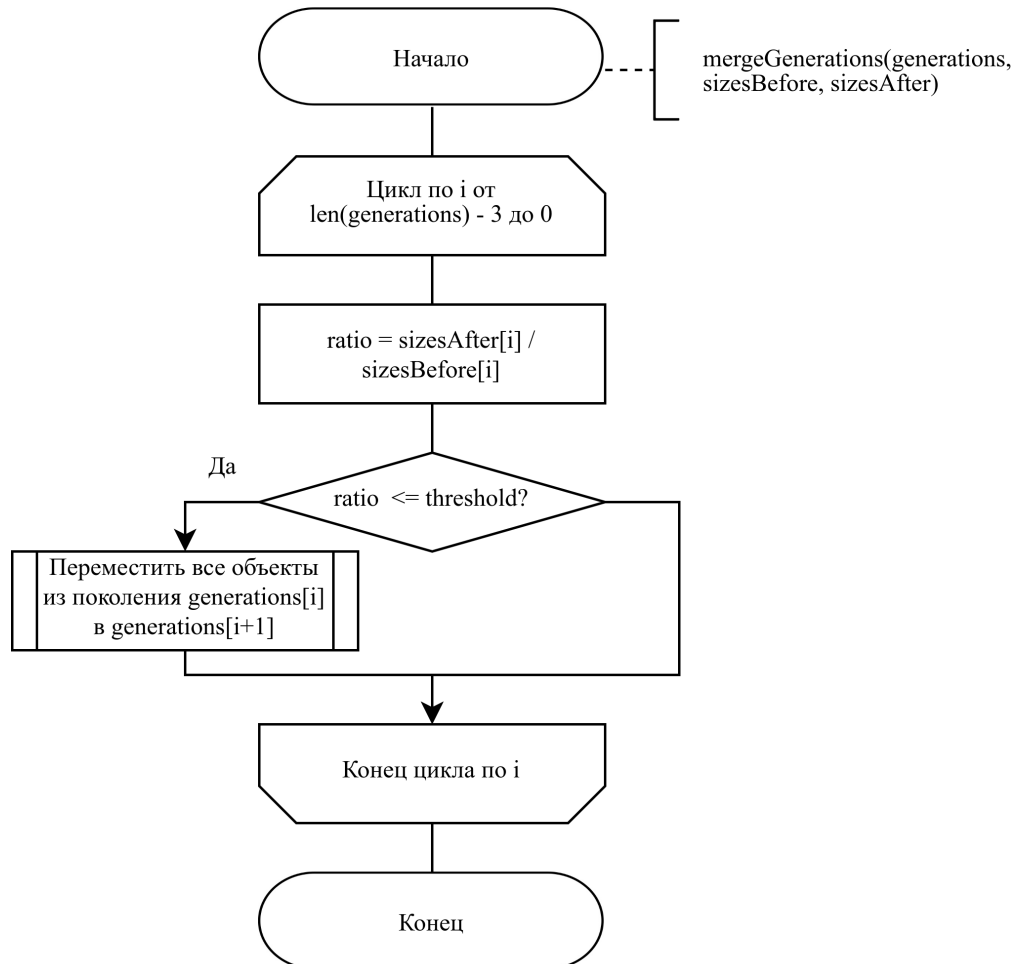 Начало
mergeGenerations(generations,
sizesBefore, sizesAfter)
Цикл по i от
len(generations) - 3 до 0
ratio = sizesAfter[i] /
sizesBefore[i]
Да
ratio <= threshold?
Переместить все объекты
из поколения generations[i]
в generations[i+1]
Конец цикла по i
Конец